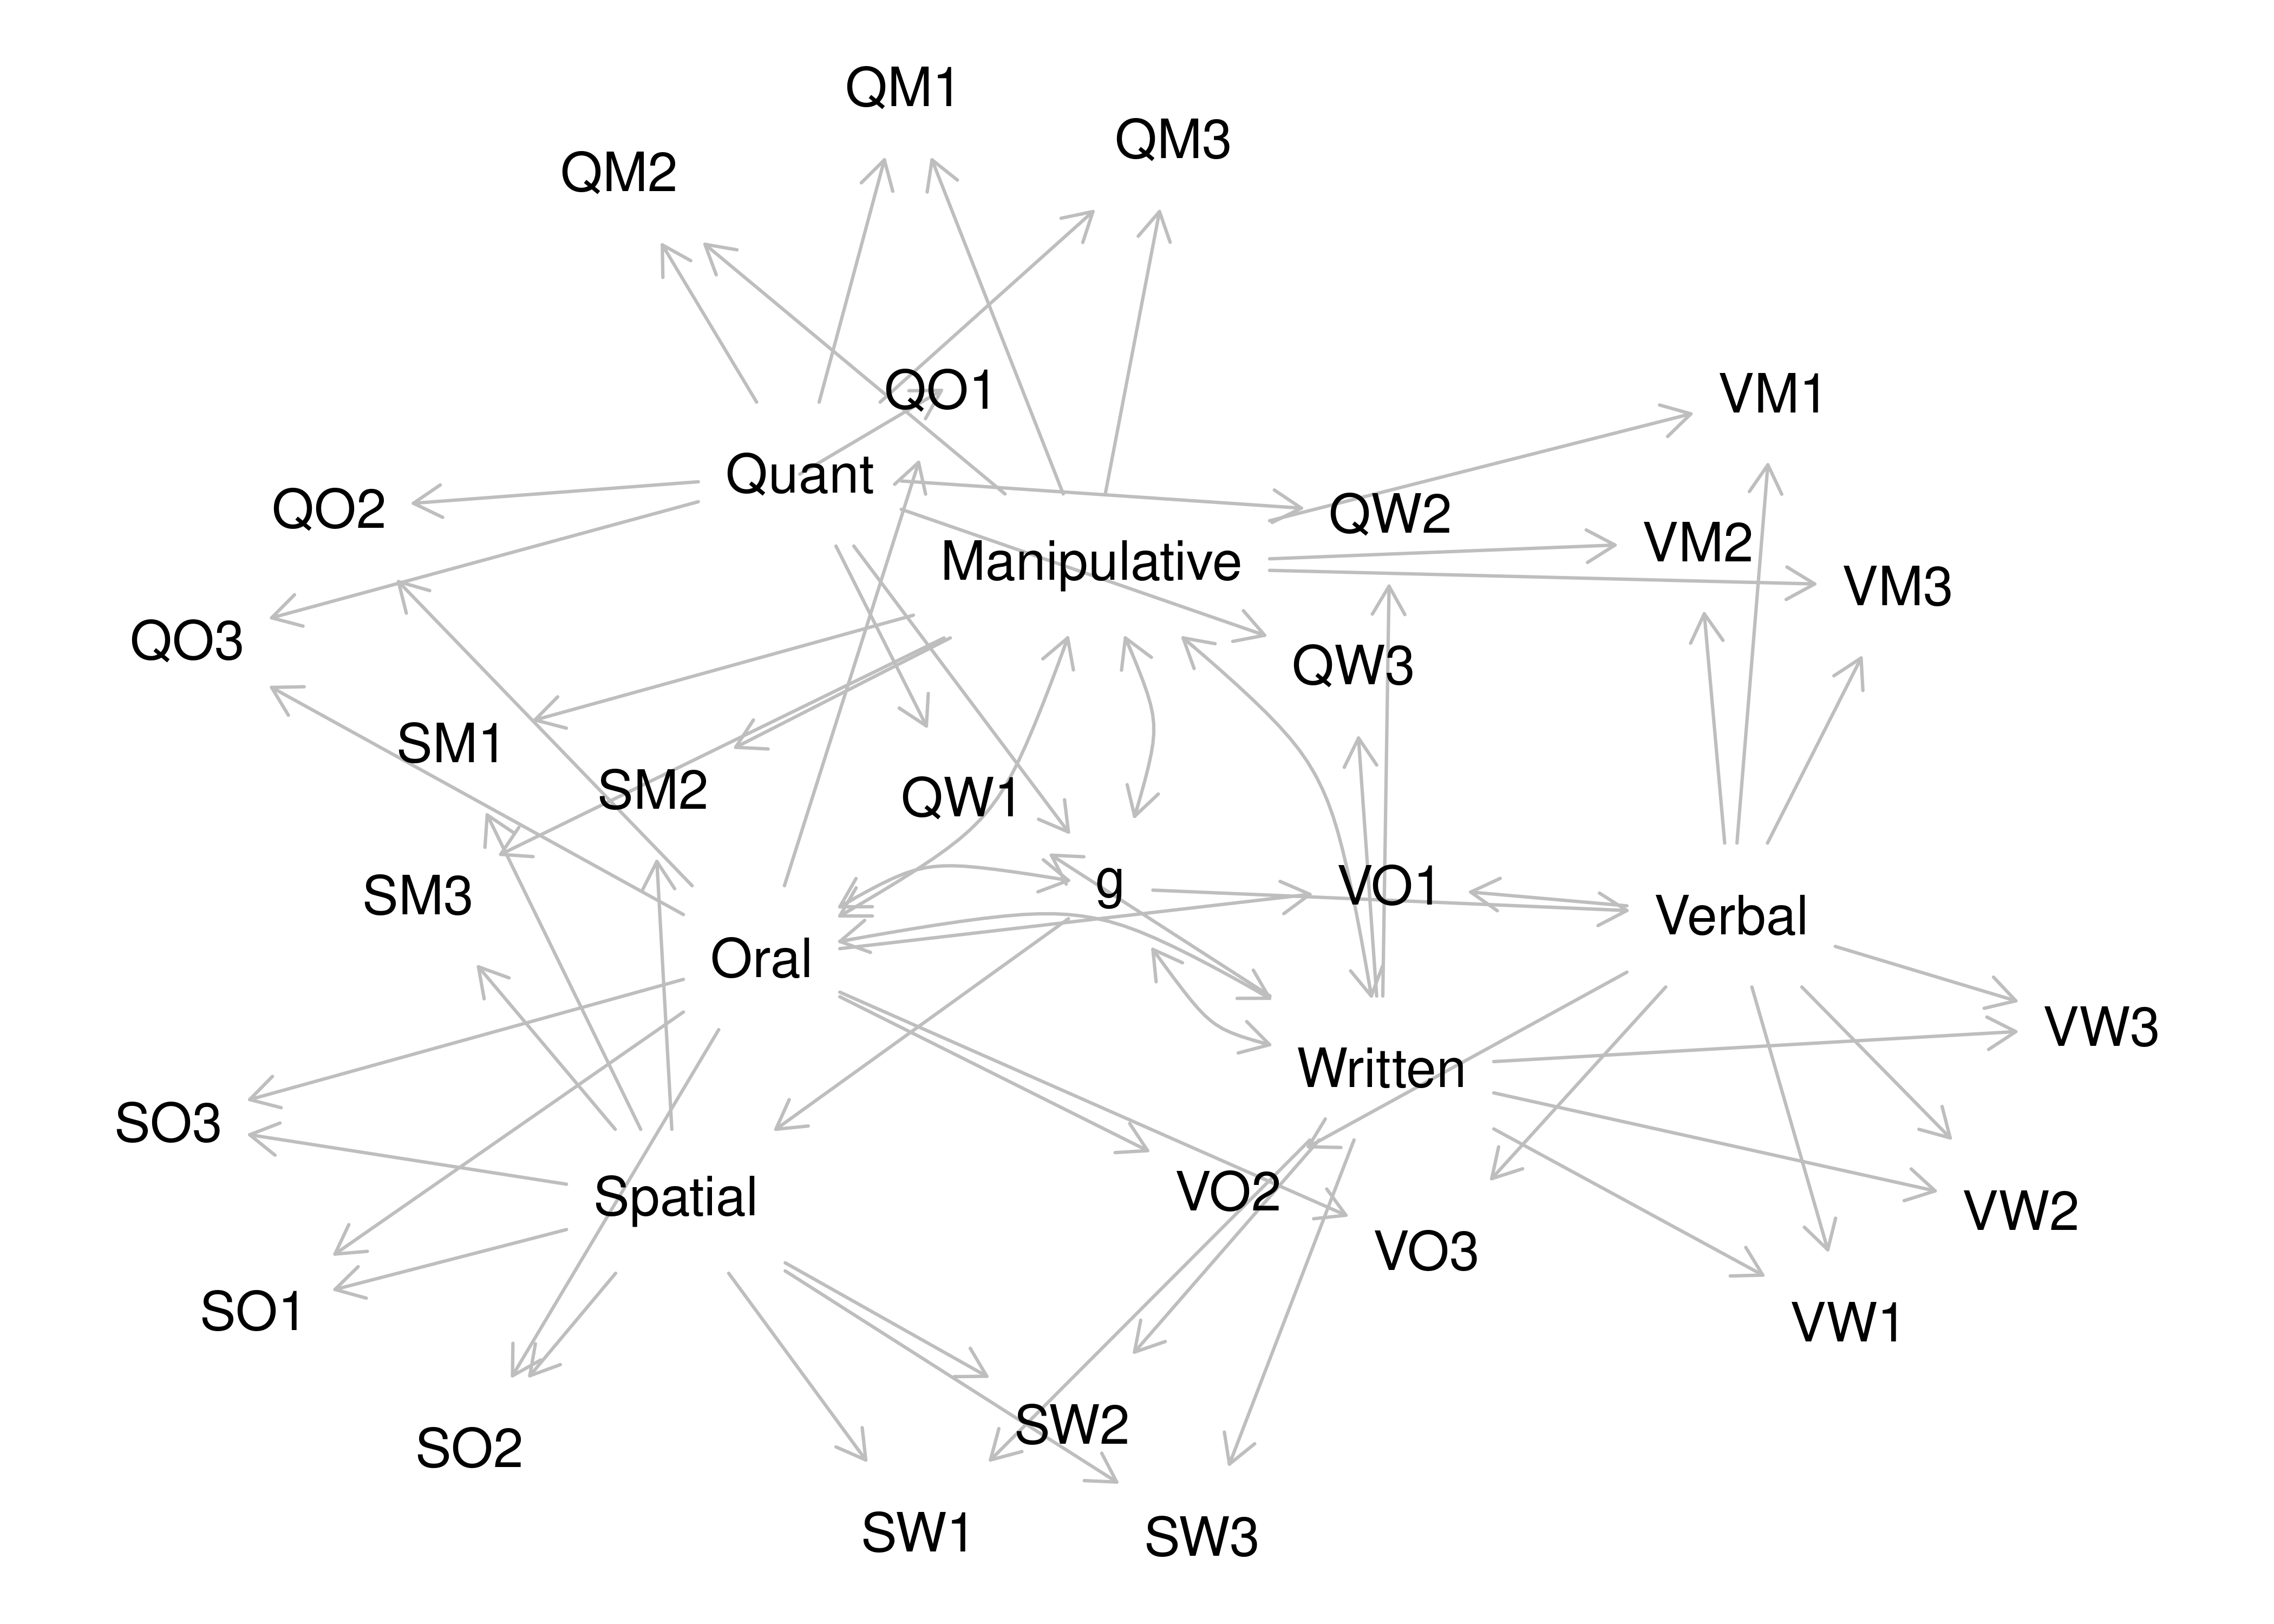 QM1
QM3
QM2
QO1
VM1
Quant
QO2
QW2
VM2
Manipulative
VM3
QO3
QW3
SM1
SM2
QW1
g
VO1
SM3
Verbal
Oral
VW3
Written
SO3
Spatial
VO2
VW2
VO3
SO1
VW1
SW2
SO2
SW1
SW3